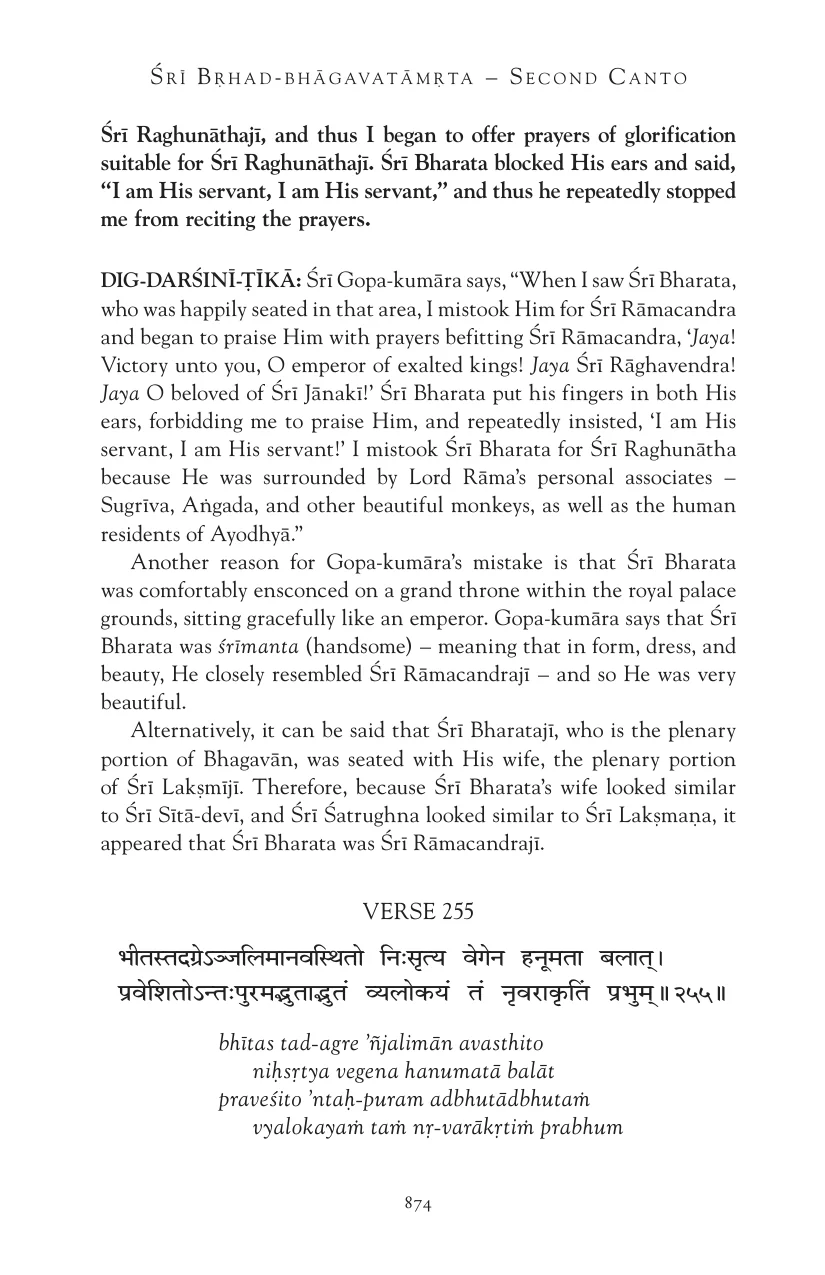 ŚRĪ BṚHAD-BHĀGAVATĀMṚTA – SECOND CANTO
Śrī Raghunāthajī, and thus I began to offer prayers of glorification
suitable for Śrī Raghunāthajī. Śrī Bharata blocked His ears and said,
“I am His servant, I am His servant,” and thus he repeatedly stopped
me from reciting the prayers.
DIG-DARŚINĪ-ṬĪKĀ: Śrī Gopa-kumāra says, “When I saw Śrī Bharata,
who was happily seated in that area, I mistook Him for Śrī Rāmacandra
and began to praise Him with prayers befitting Śrī Rāmacandra, ‘Jaya!
Victory unto you, O emperor of exalted kings! Jaya Śrī Rāghavendra!
Jaya O beloved of Śrī Jānakī!’ Śrī Bharata put his fingers in both His
ears, forbidding me to praise Him, and repeatedly insisted, ‘I am His
servant, I am His servant!’ I mistook Śrī Bharata for Śrī Raghunātha
because He was surrounded by Lord Rāma’s personal associates –
Sugrīva, Aṅgada, and other beautiful monkeys, as well as the human
residents of Ayodhyā.”
Another reason for Gopa-kumāra’s mistake is that Śrī Bharata
was comfortably ensconced on a grand throne within the royal palace
grounds, sitting gracefully like an emperor. Gopa-kumāra says that Śrī
Bharata was śrīmanta (handsome) – meaning that in form, dress, and
beauty, He closely resembled Śrī Rāmacandrajī – and so He was very
beautiful.
Alternatively, it can be said that Śrī Bharatajī, who is the plenary
portion of Bhagavān, was seated with His wife, the plenary portion
of Śrī Lakṣmījī. Therefore, because Śrī Bharata’s wife looked similar
to Śrī Sītā-devī, and Śrī Śatrughna looked similar to Śrī Lakṣmaṇa, it
appeared that Śrī Bharata was Śrī Rāmacandrajī.
VERSE 255
भीतस्तदग्रेऽञ्जलिमानवस्थितो निःसृत्य वेगेन हनूमता बलात्।
प्रवेशितोऽन्तःपुरमद्भुताद्भुतं व्यलोकयं तं नृवराकृतिं प्रभुम्॥२५५॥
bhītas tad-agre ’ñjalimān avasthito
niḥsṛtya vegena hanumatā balāt
praveśito ’ntaḥ-puram adbhutādbhutaṁ
vyalokayaṁ taṁ nṛ-varākṛtiṁ prabhum
874